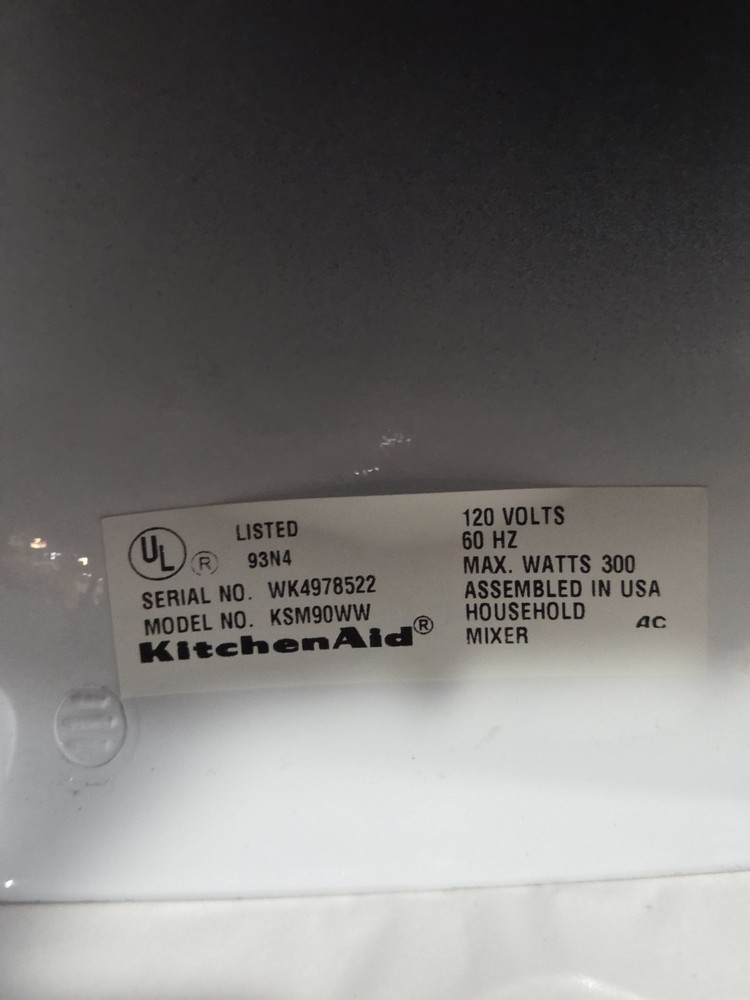 UL ® LISTED
93N4
SERIAL NO. WK4978522
MODEL NO. KSM90WW
KitchenAid®
120 VOLTS
60 HZ
MAX. WATTS 300
ASSEMBLED IN USA
HOUSEHOLD
MIXER
AC